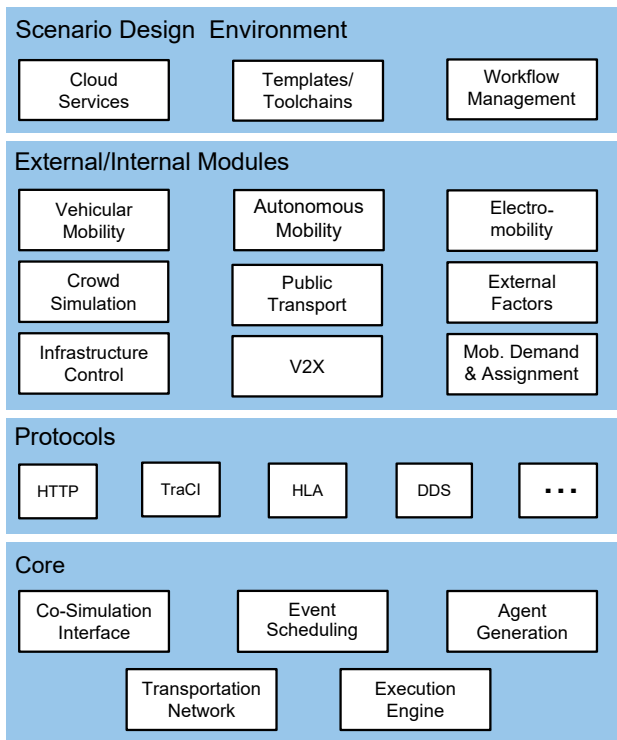 Scenario Design Environment
Cloud
Services
Templates/
Toolchains
Workflow
Management
External/Internal Modules
Vehicular
Mobility
Autonomous
Mobility
Electro-
mobility
Crowd
Simulation
Public
Transport
External
Factors
Infrastructure
Control
V2X
Mob. Demand
& Assignment
Protocols
HTTP
TraCI
HLA
DDS
...
Core
Co-Simulation
Interface
Event
Scheduling
Agent
Generation
Transportation
Network
Execution
Engine